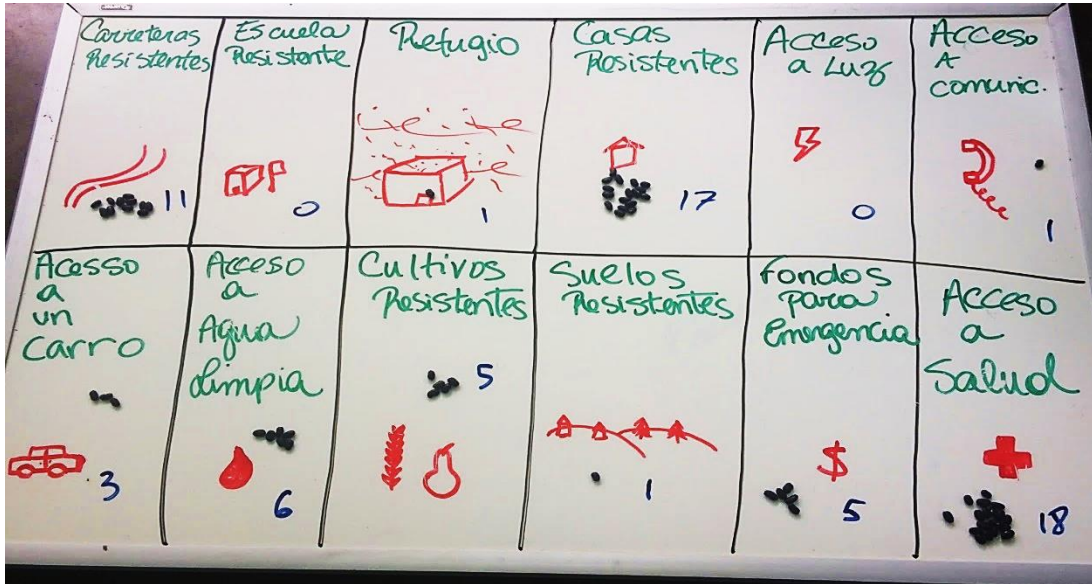 Carreteras
Resistentes
11
Escuela
Resistente
0
Refugio
1
Casas
Resistentes
17
Acceso
a Luz
0
Acceso
A
comunic.
1
Acesso
a
un
carro
3
Acceso
a
Agua
Limpia
6
Cultivos
Resistentes
5
Suelos
Resistentes
1
Fondos
para
Emergencia
$
5
Acceso
a
Salud
18